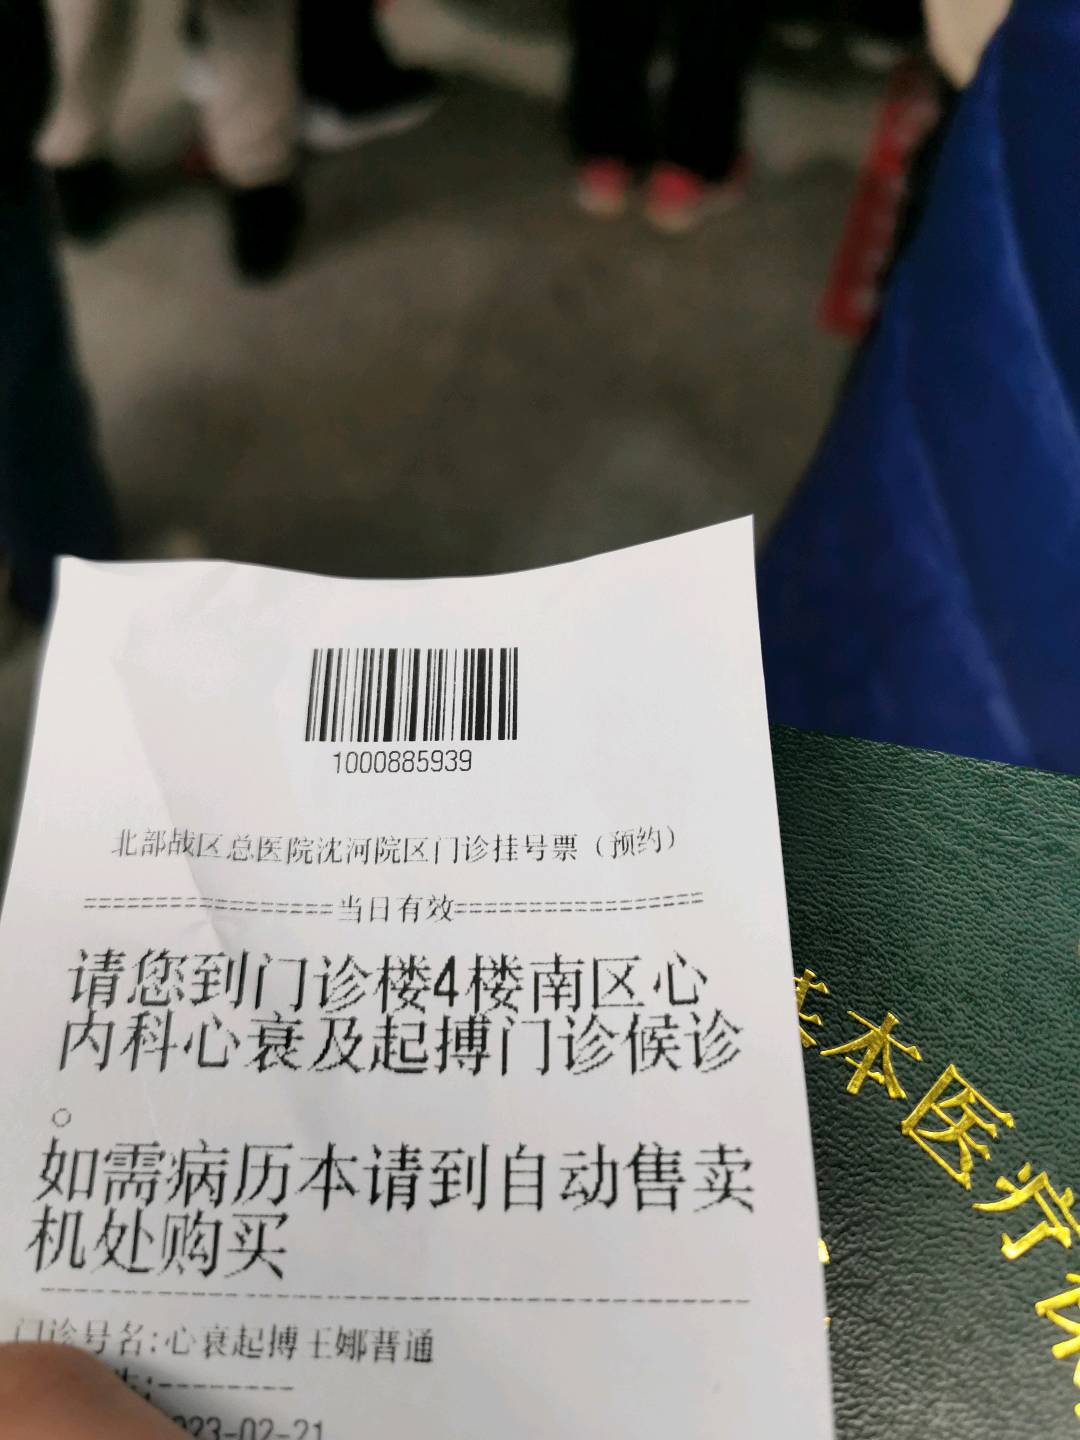 1000885939
北部战区总医院沈河院区门诊挂号票（预约）
=================当日有效=================
请您到门诊楼4楼南区心
内科心衰及起搏门诊候诊
。
如需病历本请到自动售卖
机处购买
门诊号名:心衰起搏王娜普通
023-02-21
基本医疗